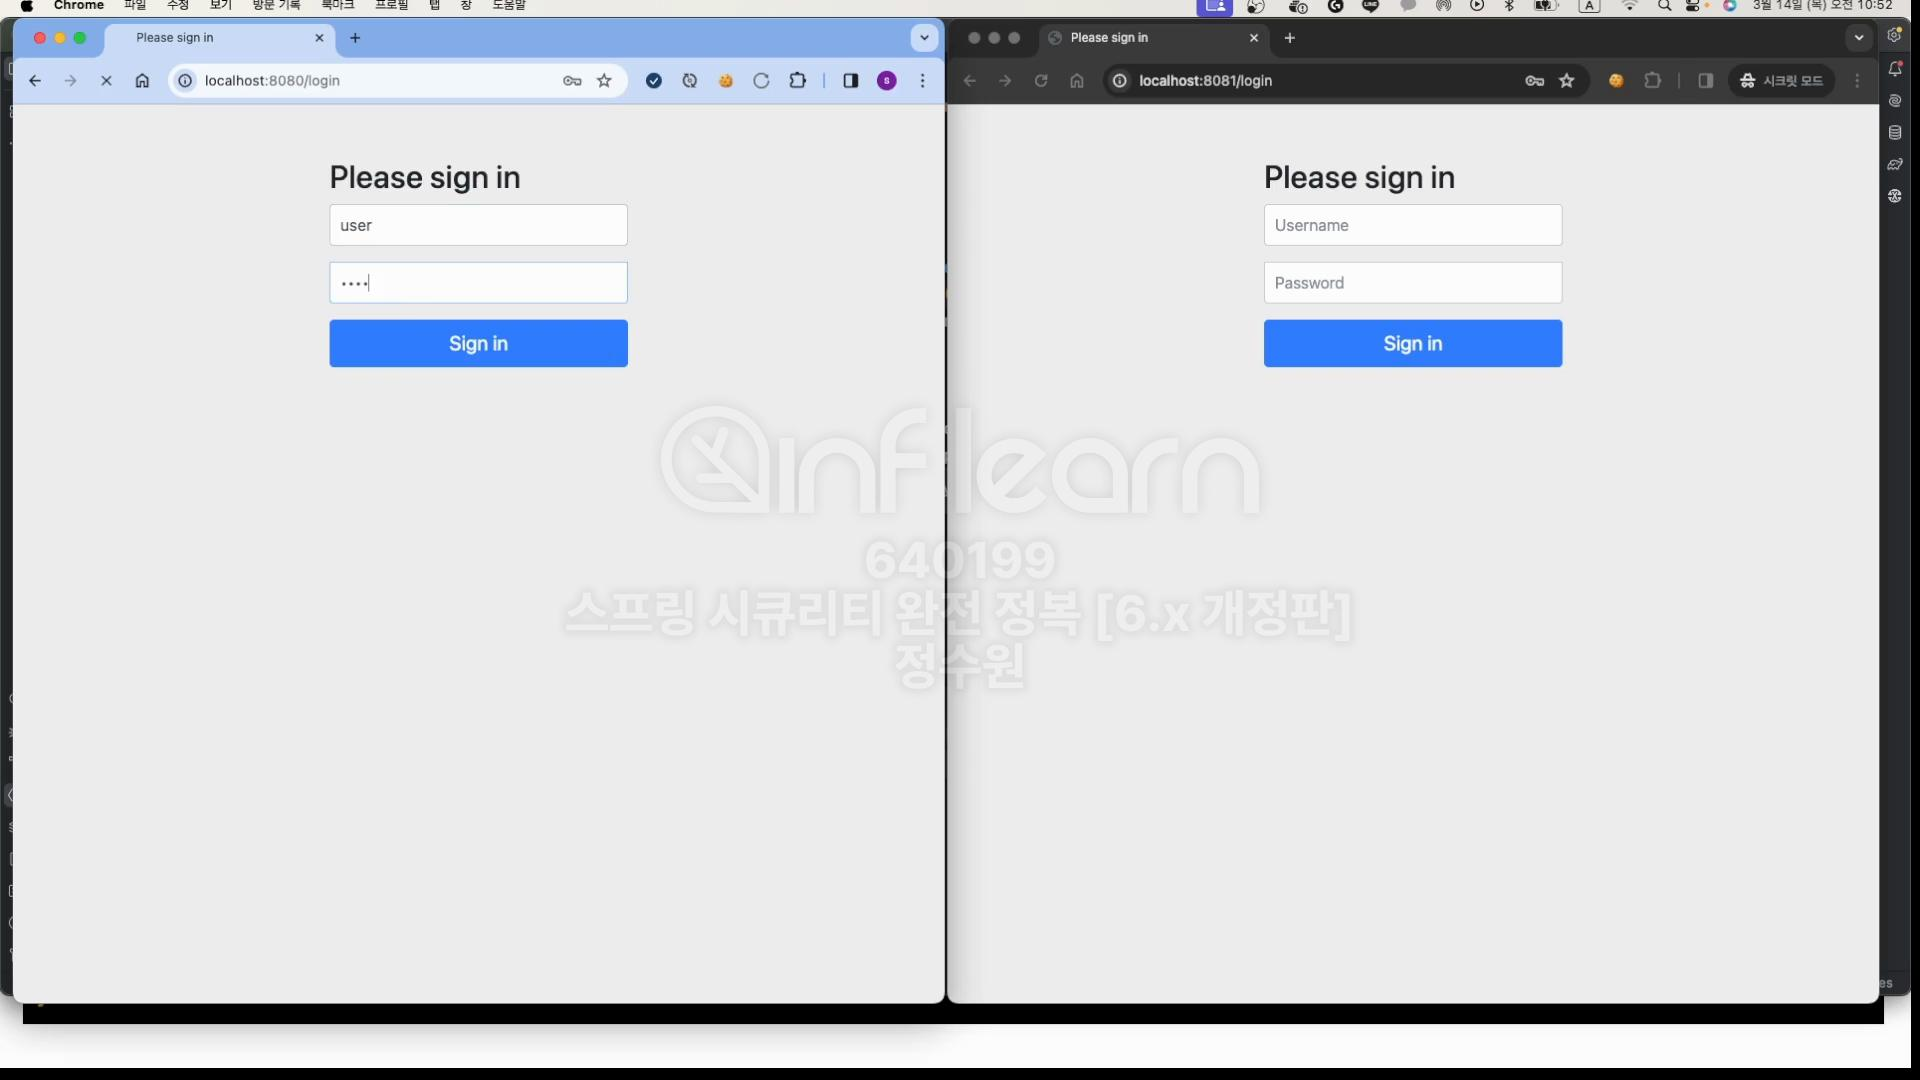 Chrome 파일 수정 보기 방문 기록 북마크 프로필 탭 창 도움말
3월 14일 (목) 오전 10:52
Please sign in
localhost:8080/login
Please sign in
user
••••
Sign in
Please sign in
localhost:8081/login
시크릿 모드
Please sign in
Username
Password
Sign in
inflearn
640199
스프링 시큐리티 완전 정복 [6.x 개정판]
정수원
es